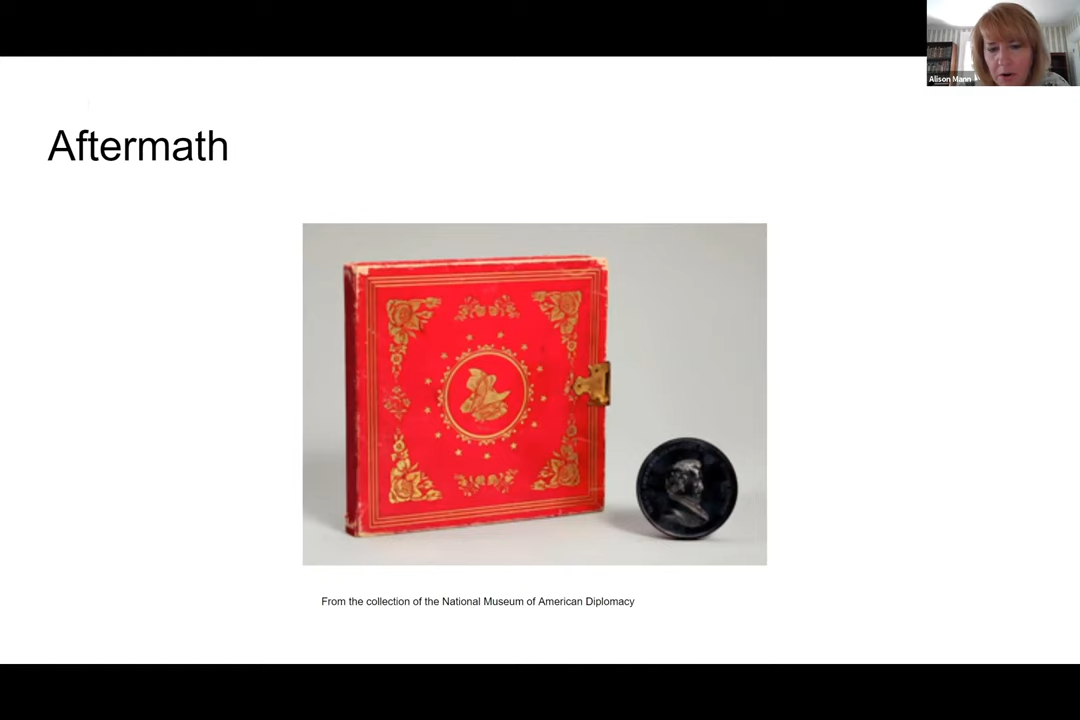 Alison Mann
Aftermath
From the collection of the National Museum of American Diplomacy